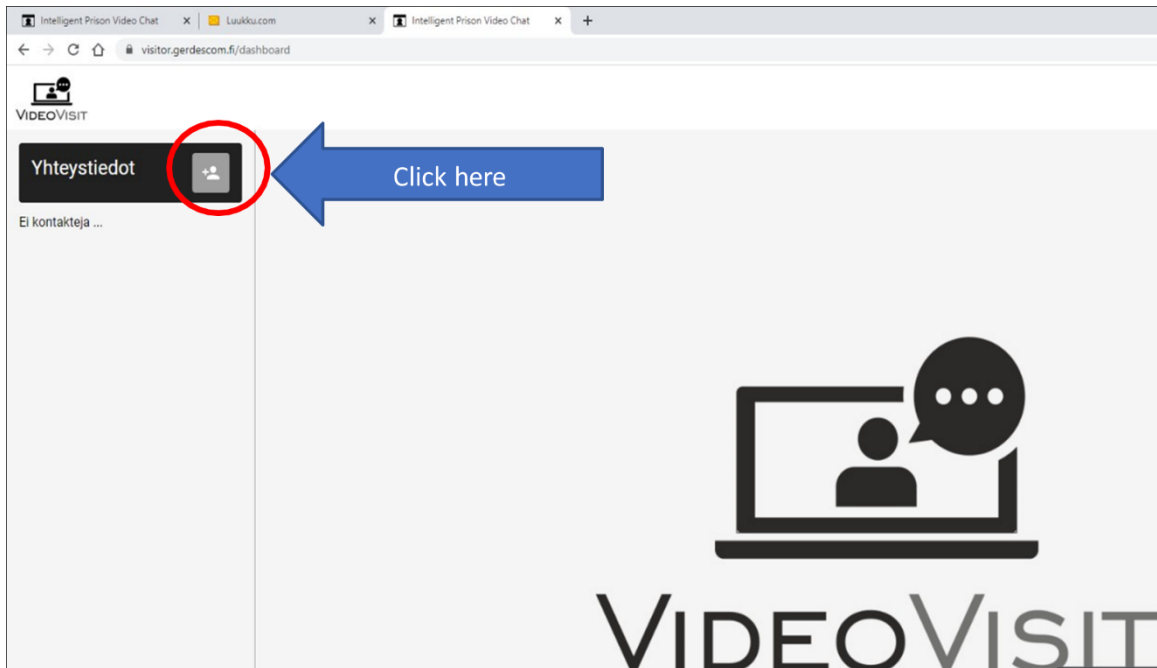 Intelligent Prison Video Chat
Luukku.com
Intelligent Prison Video Chat
visitor.gerdescom.fi/dashboard
VIDEOVISIT
Yhteystiedot
Click here
Ei kontakteja ...
VIDEOVISIT